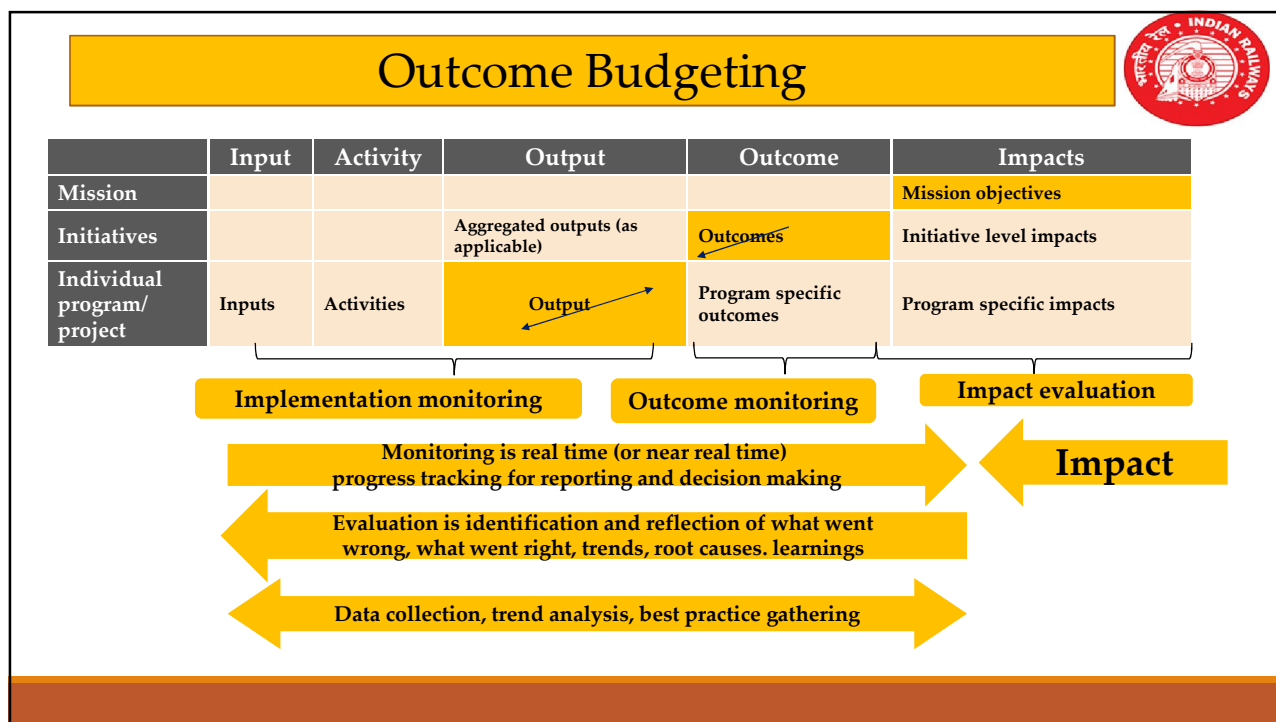 Outcome Budgeting
भारतीय रेल • INDIAN RAILWAYS
Input Activity Output Outcome Impacts
Mission Mission objectives
Initiatives Aggregated outputs (as
applicable) Outcomes Initiative level impacts
Individual
program/
project Inputs Activities Output Program specific
outcomes Program specific impacts
Implementation monitoring Outcome monitoring Impact evaluation
Monitoring is real time (or near real time)
progress tracking for reporting and decision making
Impact
Evaluation is identification and reflection of what went
wrong, what went right, trends, root causes. learnings
Data collection, trend analysis, best practice gathering